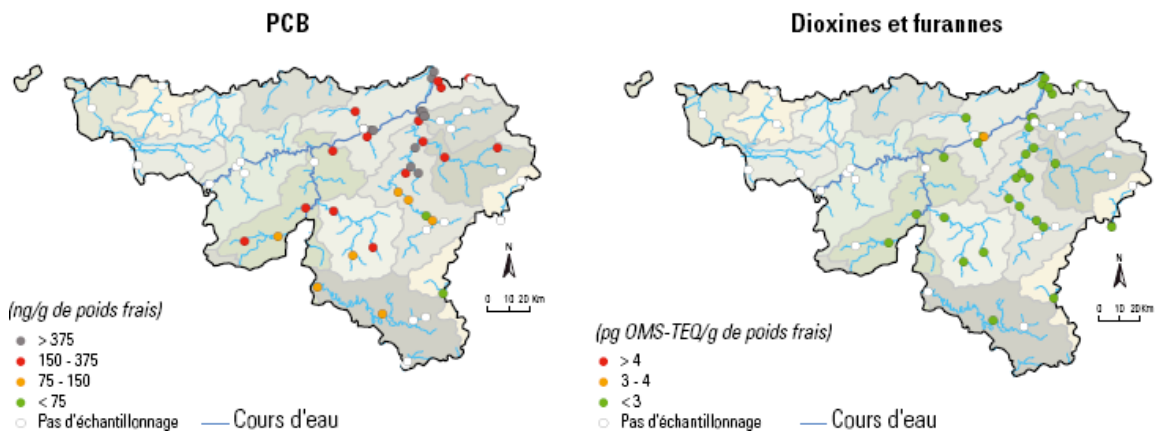 PCB
N
0 10 20 Km
(ng/g de poids frais)
> 375
150 - 375
75 - 150
< 75
Pas d'échantillonnage
Cours d'eau
Dioxines et furannes
N
0 10 20 Km
(pg OMS-TEQ/g de poids frais)
> 4
3 - 4
< 3
Pas d'échantillonnage
Cours d'eau